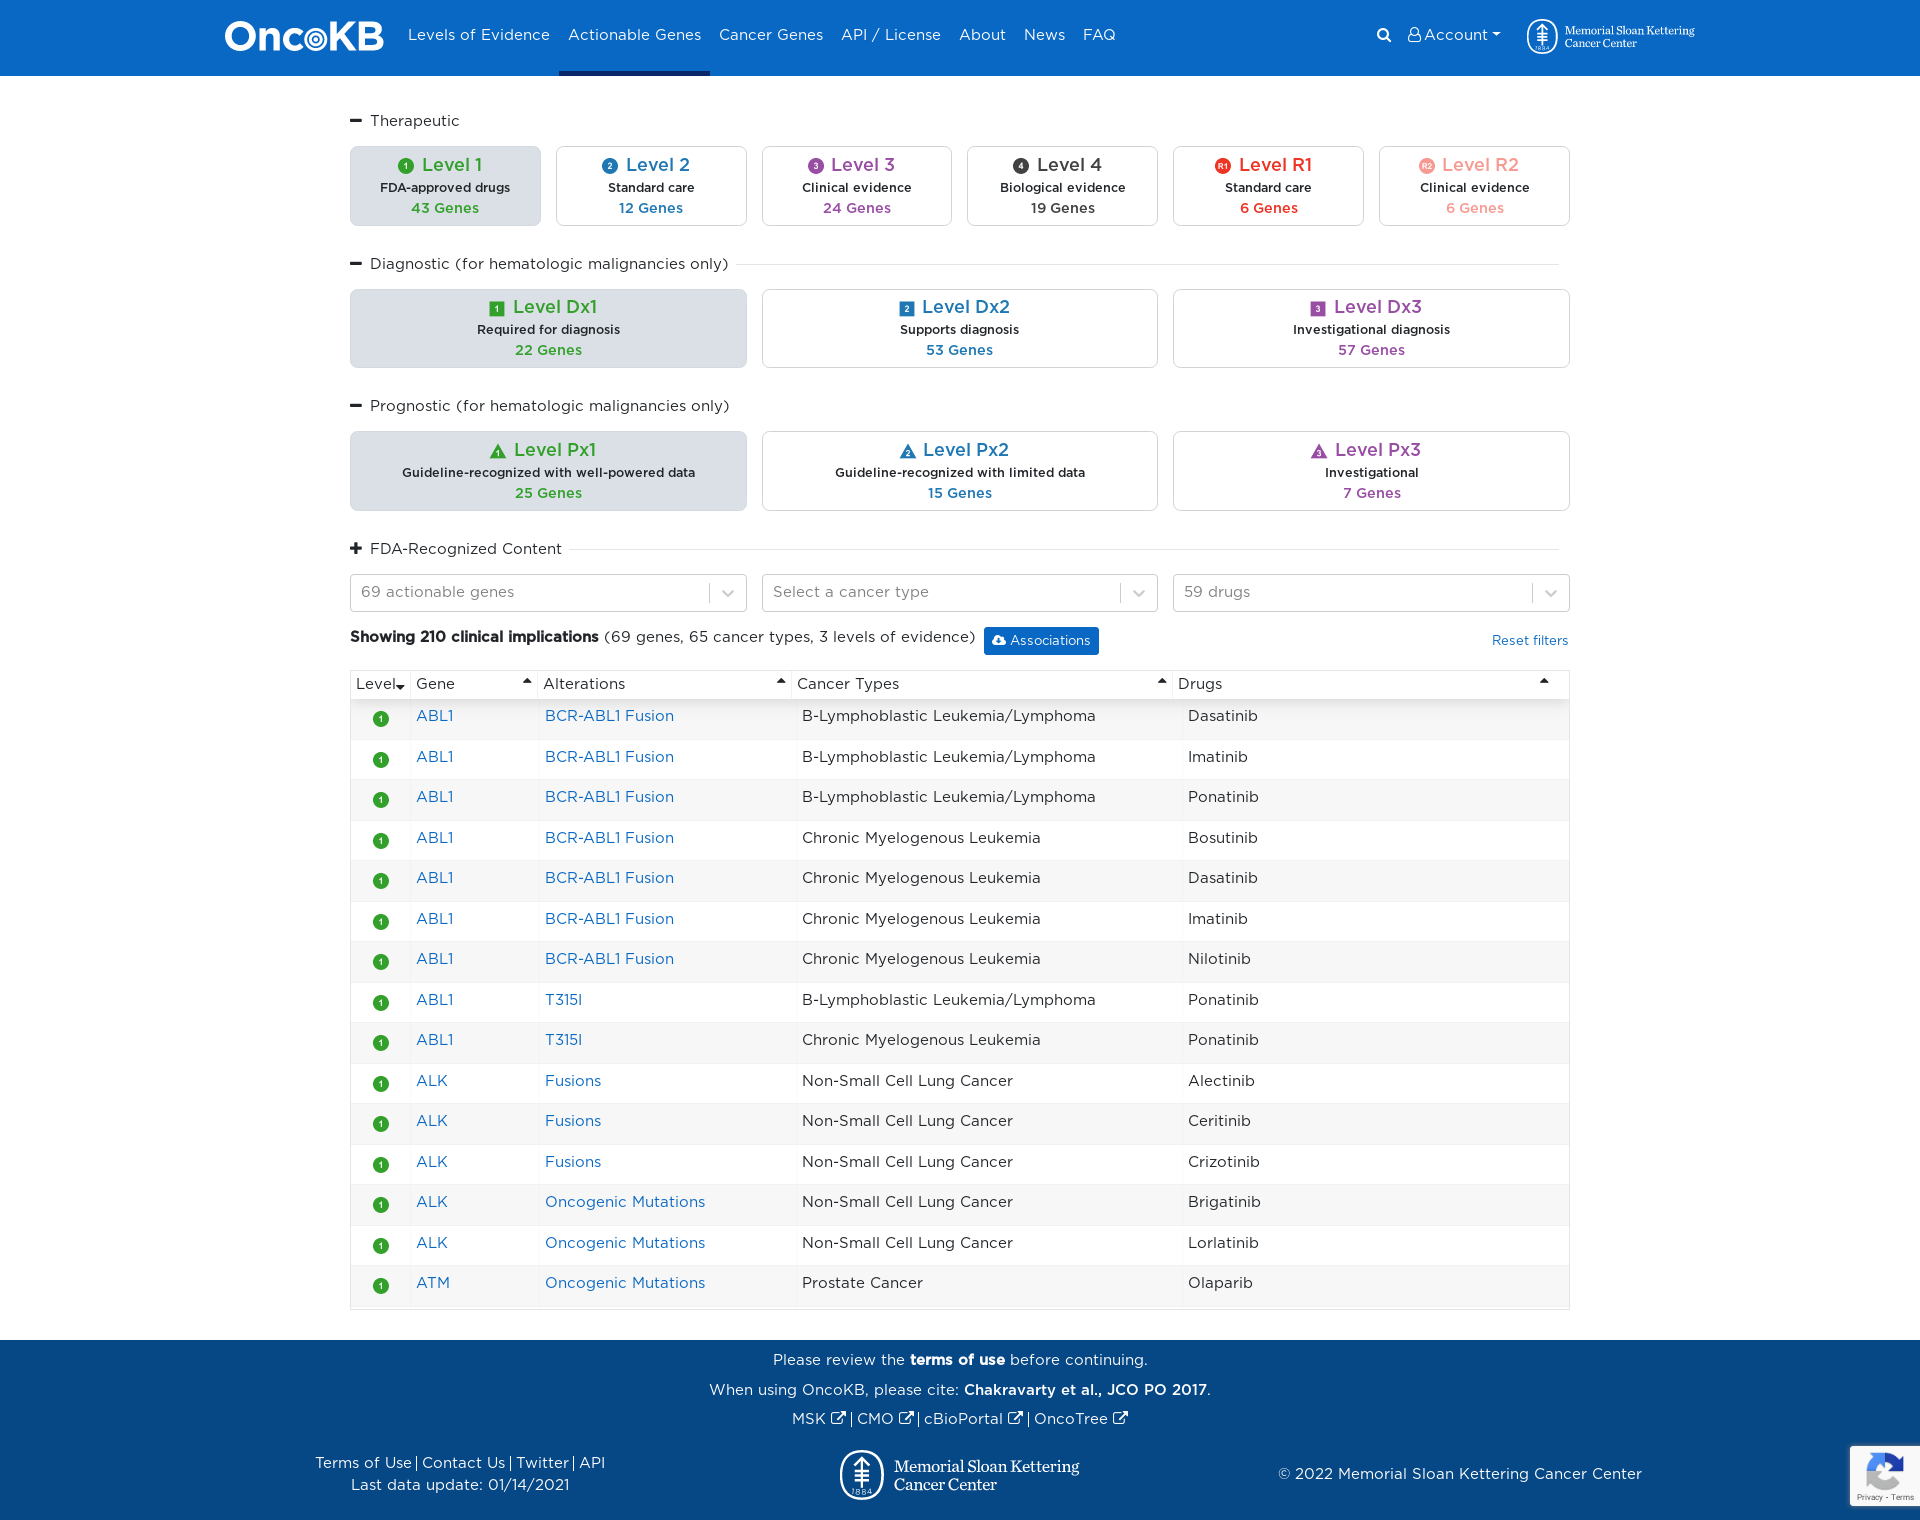 OncoKB Levels of Evidence Actionable Genes Cancer Genes API / License About News FAQ Account Memorial Sloan Kettering
Cancer Center
1884
Therapeutic
1 Level 1 2 Level 2 3 Level 3 4 Level 4 R1 Level R1 R2 Level R2
FDA-approved drugs Standard care Clinical evidence Biological evidence Standard care Clinical evidence
43 Genes 12 Genes 24 Genes 19 Genes 6 Genes 6 Genes
Diagnostic (for hematologic malignancies only)
1 Level Dx1 2 Level Dx2 3 Level Dx3
Required for diagnosis Supports diagnosis Investigational diagnosis
22 Genes 53 Genes 57 Genes
Prognostic (for hematologic malignancies only)
1 Level Px1 2 Level Px2 3 Level Px3
Guideline-recognized with well-powered data Guideline-recognized with limited data Investigational
25 Genes 15 Genes 7 Genes
FDA-Recognized Content
69 actionable genes Select a cancer type 59 drugs
Showing 210 clinical implications (69 genes, 65 cancer types, 3 levels of evidence) Associations Reset filters
Level Gene Alterations Cancer Types Drugs
1 ABL1 BCR-ABL1 Fusion B-Lymphoblastic Leukemia/Lymphoma Dasatinib
1 ABL1 BCR-ABL1 Fusion B-Lymphoblastic Leukemia/Lymphoma Imatinib
1 ABL1 BCR-ABL1 Fusion B-Lymphoblastic Leukemia/Lymphoma Ponatinib
1 ABL1 BCR-ABL1 Fusion Chronic Myelogenous Leukemia Bosutinib
1 ABL1 BCR-ABL1 Fusion Chronic Myelogenous Leukemia Dasatinib
1 ABL1 BCR-ABL1 Fusion Chronic Myelogenous Leukemia Imatinib
1 ABL1 BCR-ABL1 Fusion Chronic Myelogenous Leukemia Nilotinib
1 ABL1 T315I B-Lymphoblastic Leukemia/Lymphoma Ponatinib
1 ABL1 T315I Chronic Myelogenous Leukemia Ponatinib
1 ALK Fusions Non-Small Cell Lung Cancer Alectinib
1 ALK Fusions Non-Small Cell Lung Cancer Ceritinib
1 ALK Fusions Non-Small Cell Lung Cancer Crizotinib
1 ALK Oncogenic Mutations Non-Small Cell Lung Cancer Brigatinib
1 ALK Oncogenic Mutations Non-Small Cell Lung Cancer Lorlatinib
1 ATM Oncogenic Mutations Prostate Cancer Olaparib
Please review the terms of use before continuing.
When using OncoKB, please cite: Chakravarty et al., JCO PO 2017.
MSK | CMO | cBioPortal | OncoTree
Terms of Use | Contact Us | Twitter | API
Last data update: 01/14/2021
1884 Memorial Sloan Kettering
Cancer Center
© 2022 Memorial Sloan Kettering Cancer Center
Privacy - Terms